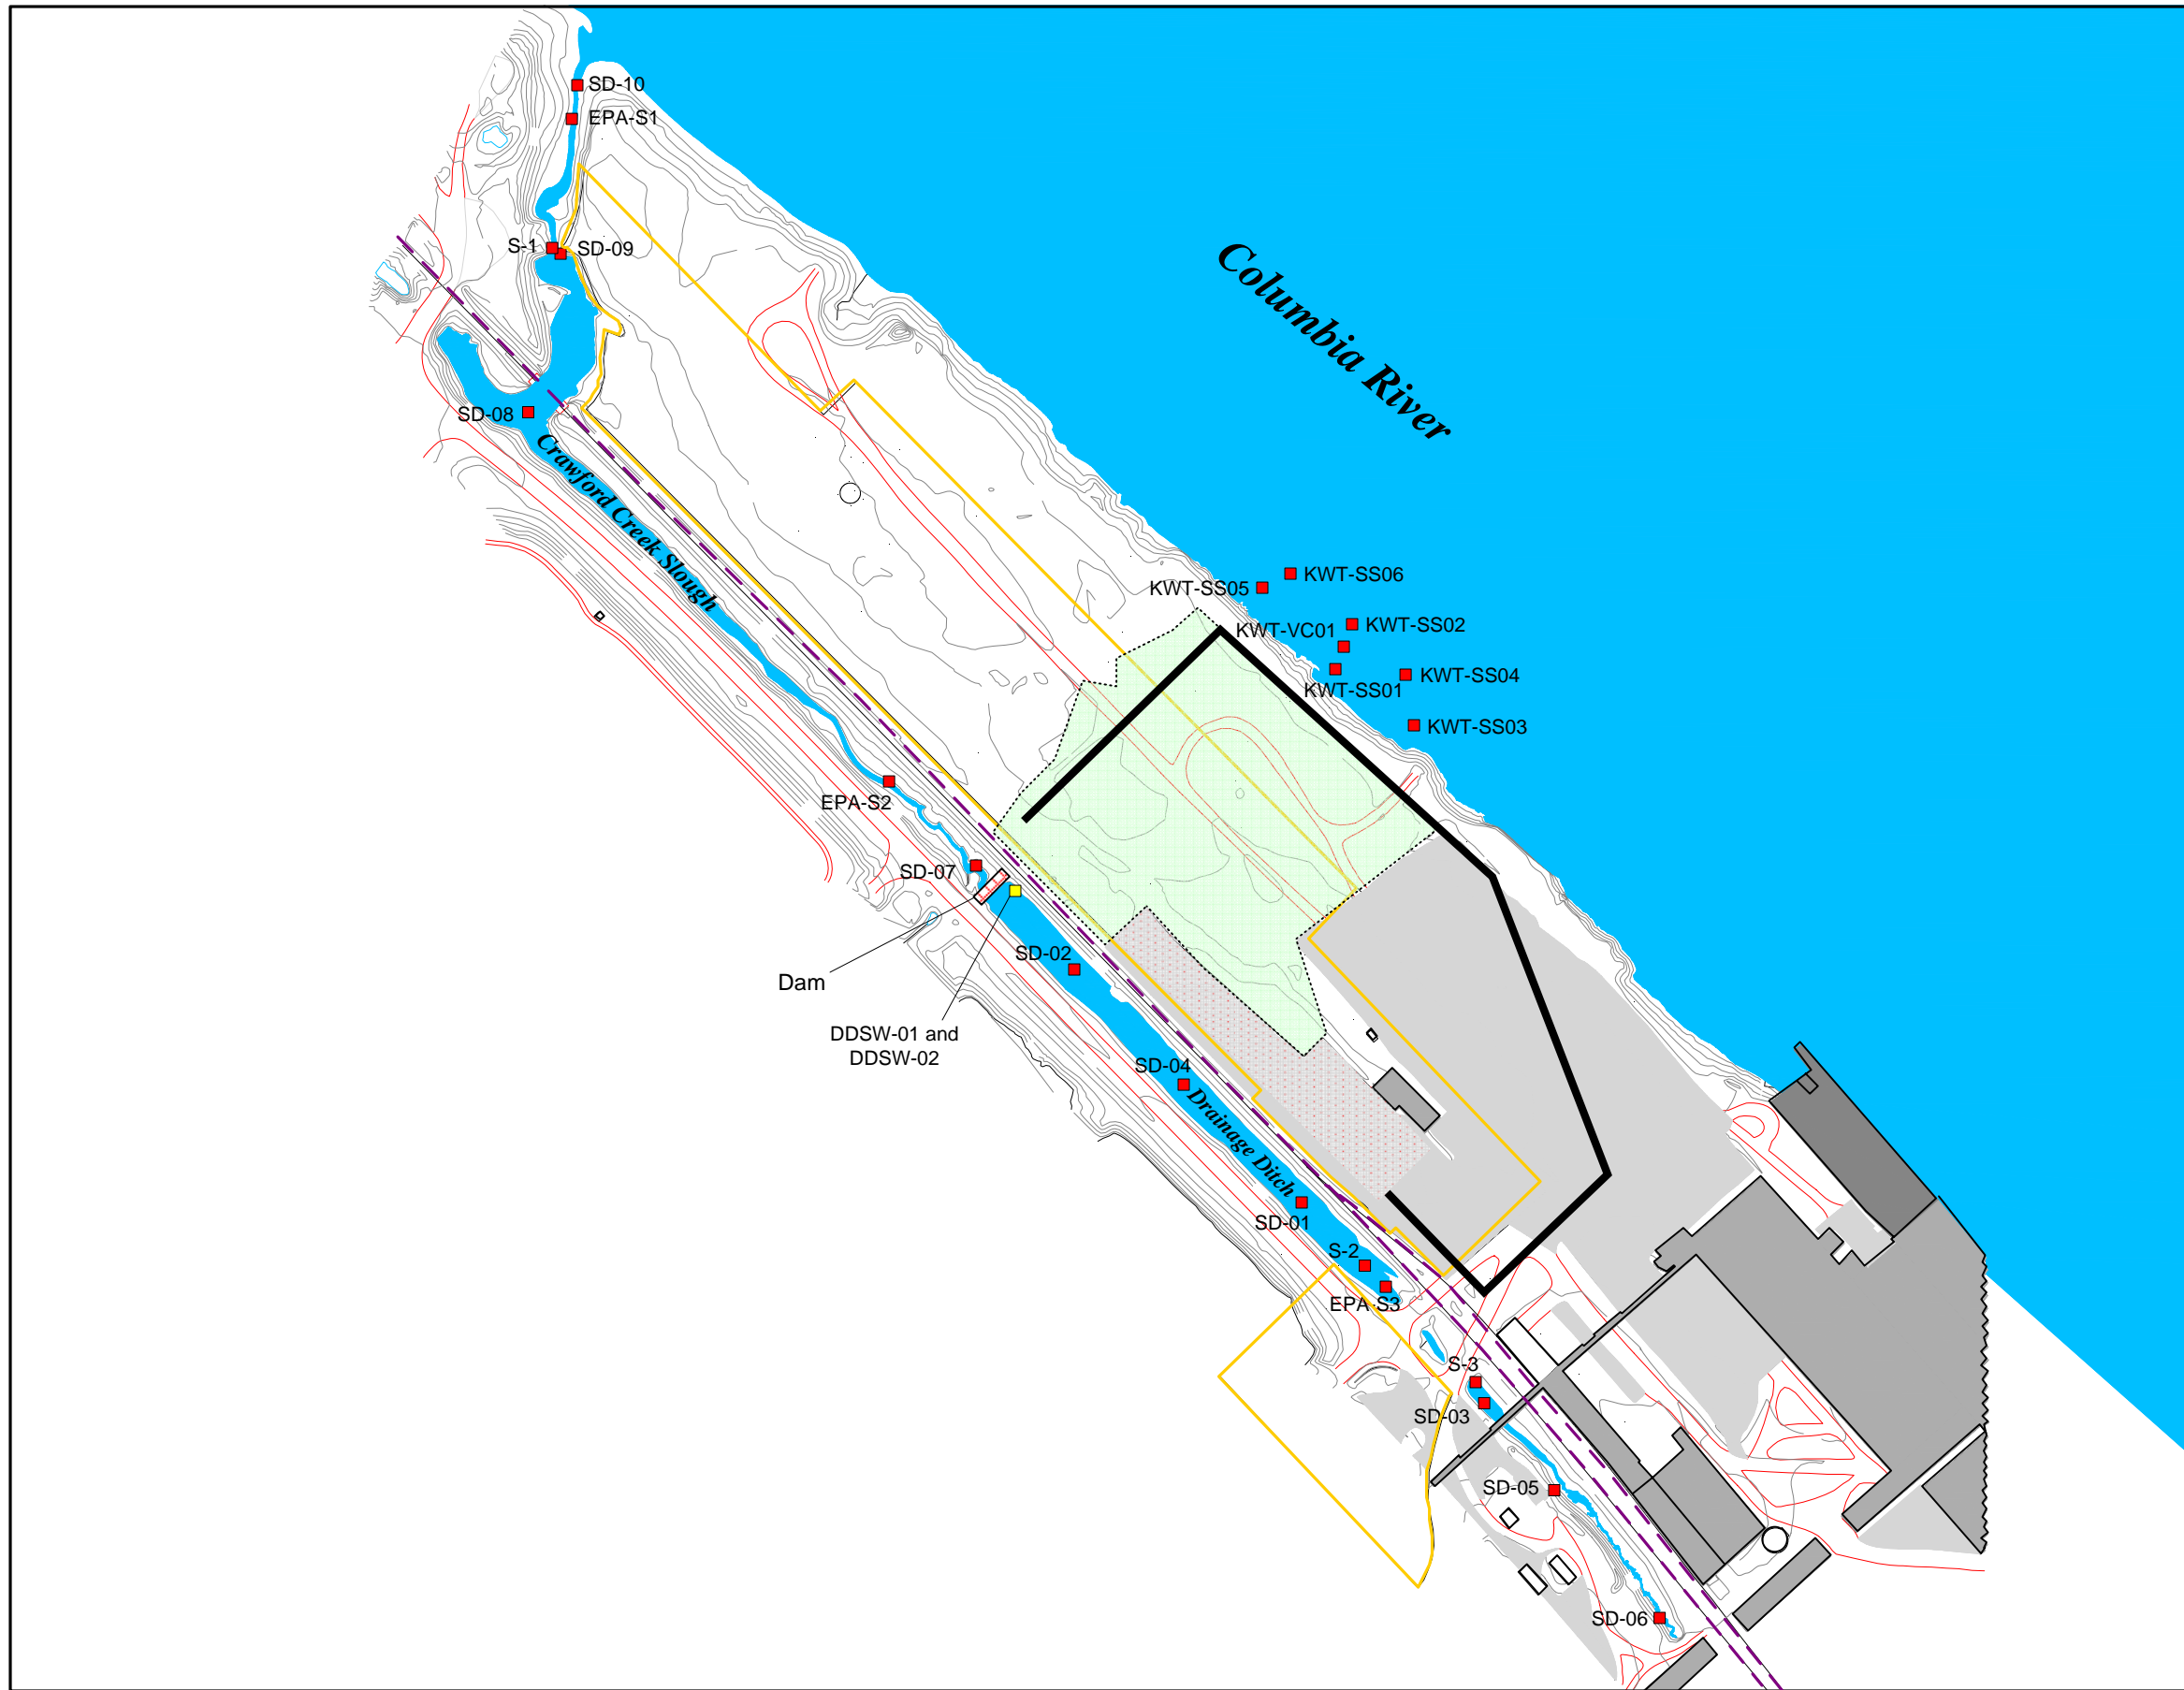 SD-10
EPA-S1
S-1
SD-09
Columbia River
SD-08
Crawford Creek Slough
KWT-SS06
KWT-SS05
KWT-SS02
KWT-VC01
KWT-SS04
KWT-SS01
KWT-SS03
EPA-S2
SD-07
SD-02
Dam
DDSW-01 and
DDSW-02
SD-04
Drainage Ditch
SD-01
S-2
EPA-S3
S-3
SD-03
SD-05
SD-06